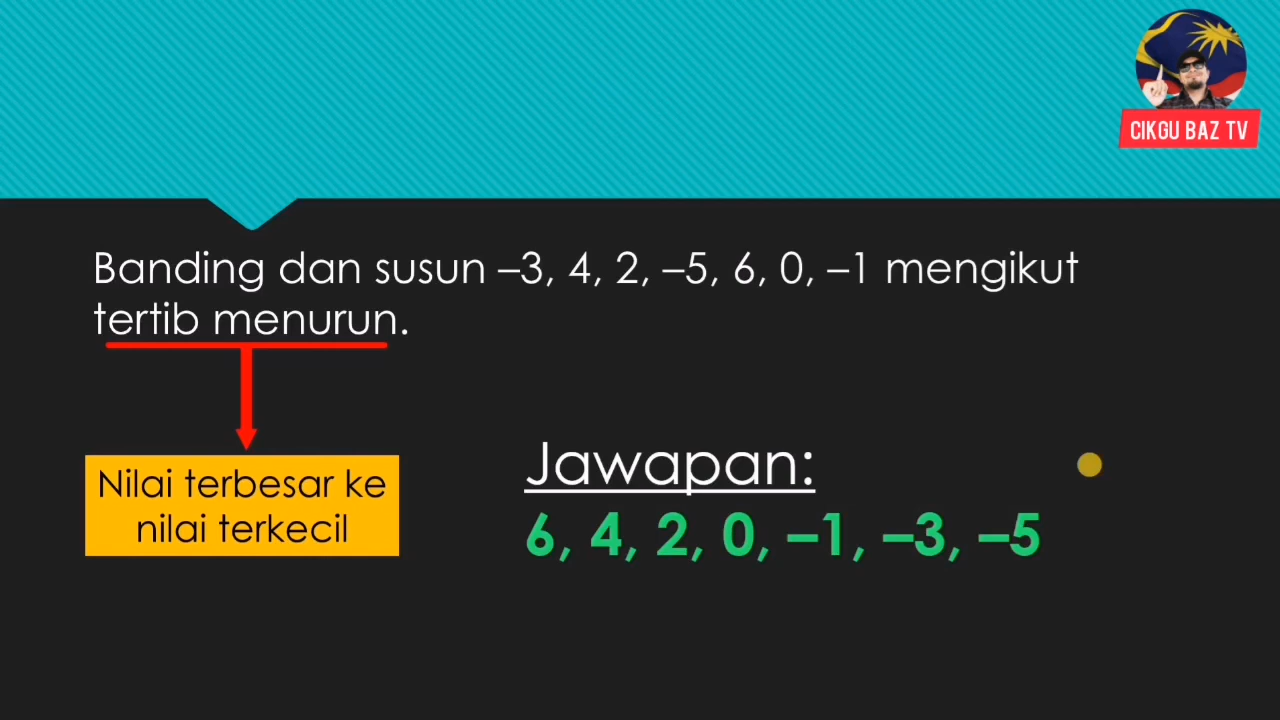 CIKGU BAZ TV
Banding dan susun –3, 4, 2, –5, 6, 0, –1 mengikut
tertib menurun.
Nilai terbesar ke
nilai terkecil
Jawapan:
6, 4, 2, 0, –1, –3, –5